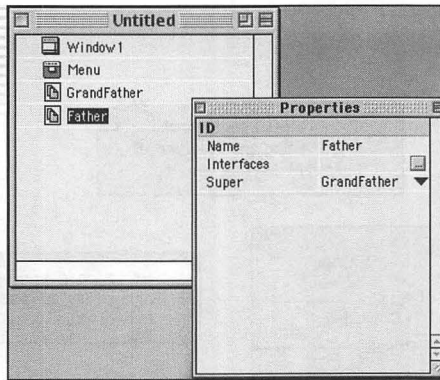 Untitled
Window1
Menu
GrandFather
Father
Properties
ID
Name Father
Interfaces ...
Super GrandFather